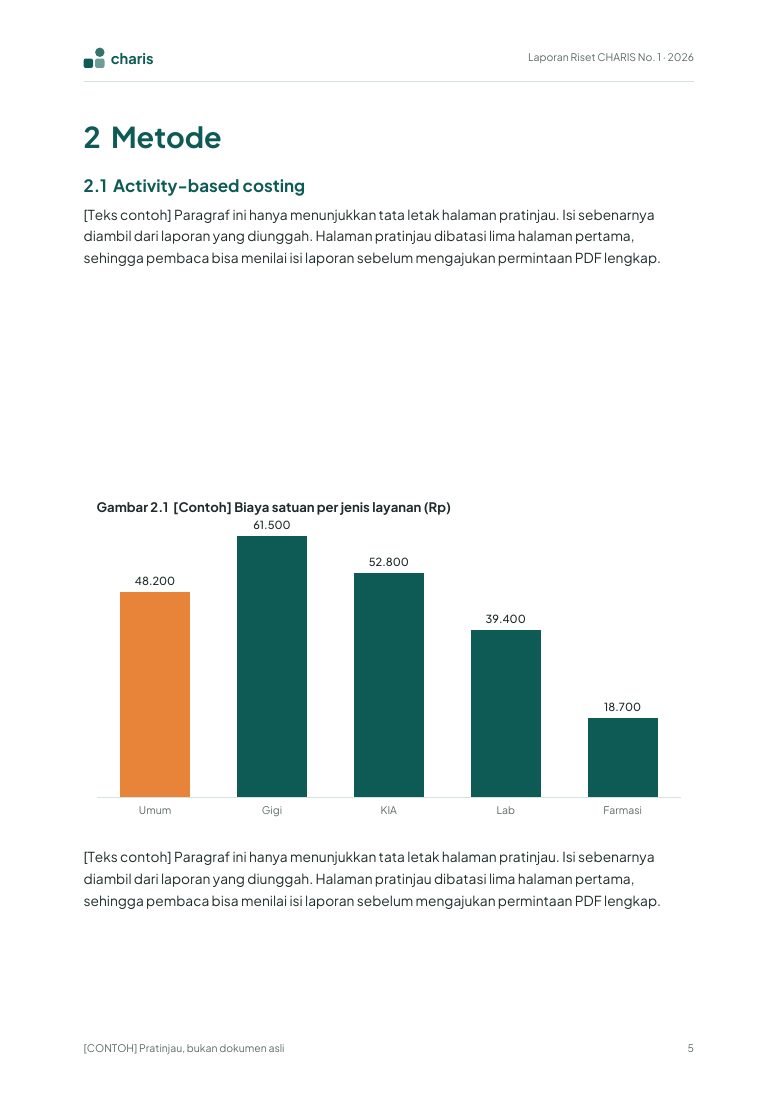 charis
Laporan Riset CHARIS No. 1 · 2026
2 Metode
2.1 Activity-based costing
[Teks contoh] Paragraf ini hanya menunjukkan tata letak halaman pratinjau. Isi sebenarnya
diambil dari laporan yang diunggah. Halaman pratinjau dibatasi lima halaman pertama,
sehingga pembaca bisa menilai isi laporan sebelum mengajukan permintaan PDF lengkap.
Gambar 2.1 [Contoh] Biaya satuan per jenis layanan (Rp)
48.200
61.500
52.800
39.400
18.700
Umum
Gigi
KIA
Lab
Farmasi
[Teks contoh] Paragraf ini hanya menunjukkan tata letak halaman pratinjau. Isi sebenarnya
diambil dari laporan yang diunggah. Halaman pratinjau dibatasi lima halaman pertama,
sehingga pembaca bisa menilai isi laporan sebelum mengajukan permintaan PDF lengkap.
[CONTOH] Pratinjau, bukan dokumen asli
5